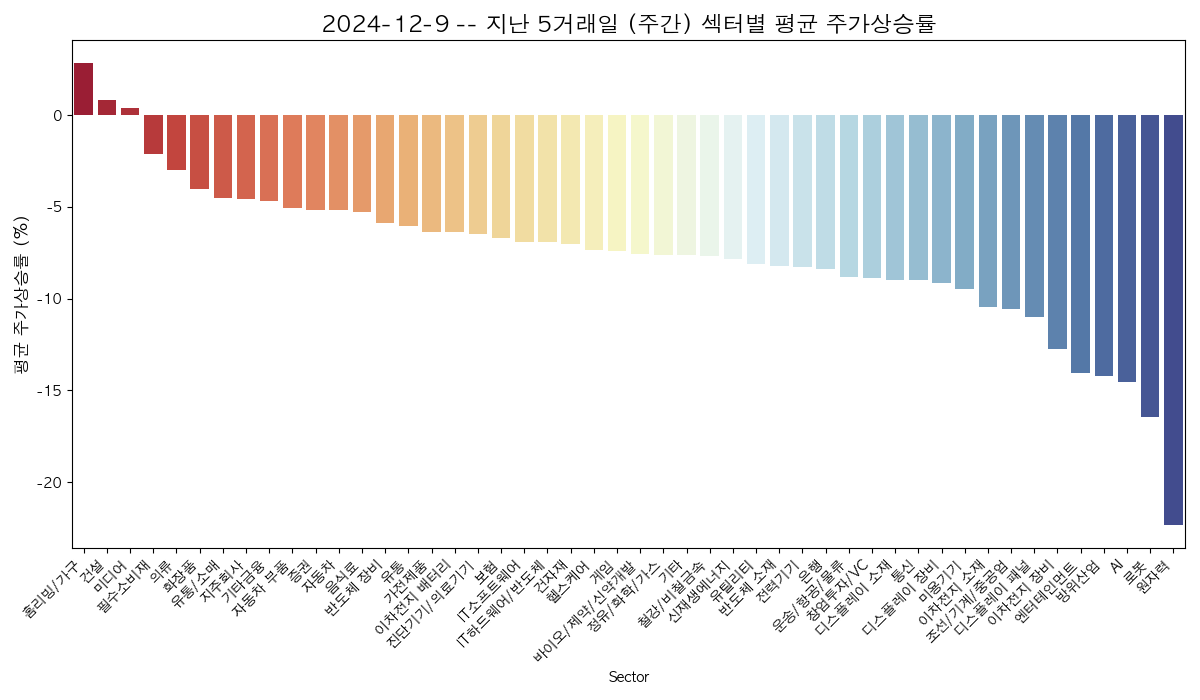 2024-12-9 -- 지난 5거래일 (주간) 섹터별 평균 주가상승률
평균 주가상승률 (%)
0
-5
-10
-15
-20
홈리빙/가구
건설
미디어
필수소비재
의류
화장품
유통/소매
지주회사
기타금융
자동차 부품
증권
자동차
음식료
반도체 장비
유통
가전제품
이차전지 배터리
진단기기/의료기기
보험
IT소프트웨어
IT하드웨어/반도체
건자재
헬스케어
게임
바이오/제약/신약개발
정유/화학/가스
기타
철강/비철금속
신재생에너지
유틸리티
반도체 소재
전력기기
은행
운송/항공/물류
창업투자/VC
디스플레이 소재
통신
디스플레이 장비
미용기기
이차전지 소재
조선/기계/중공업
디스플레이 패널
이차전지 장비
엔터테인먼트
방위산업
AI
로봇
원자력
Sector